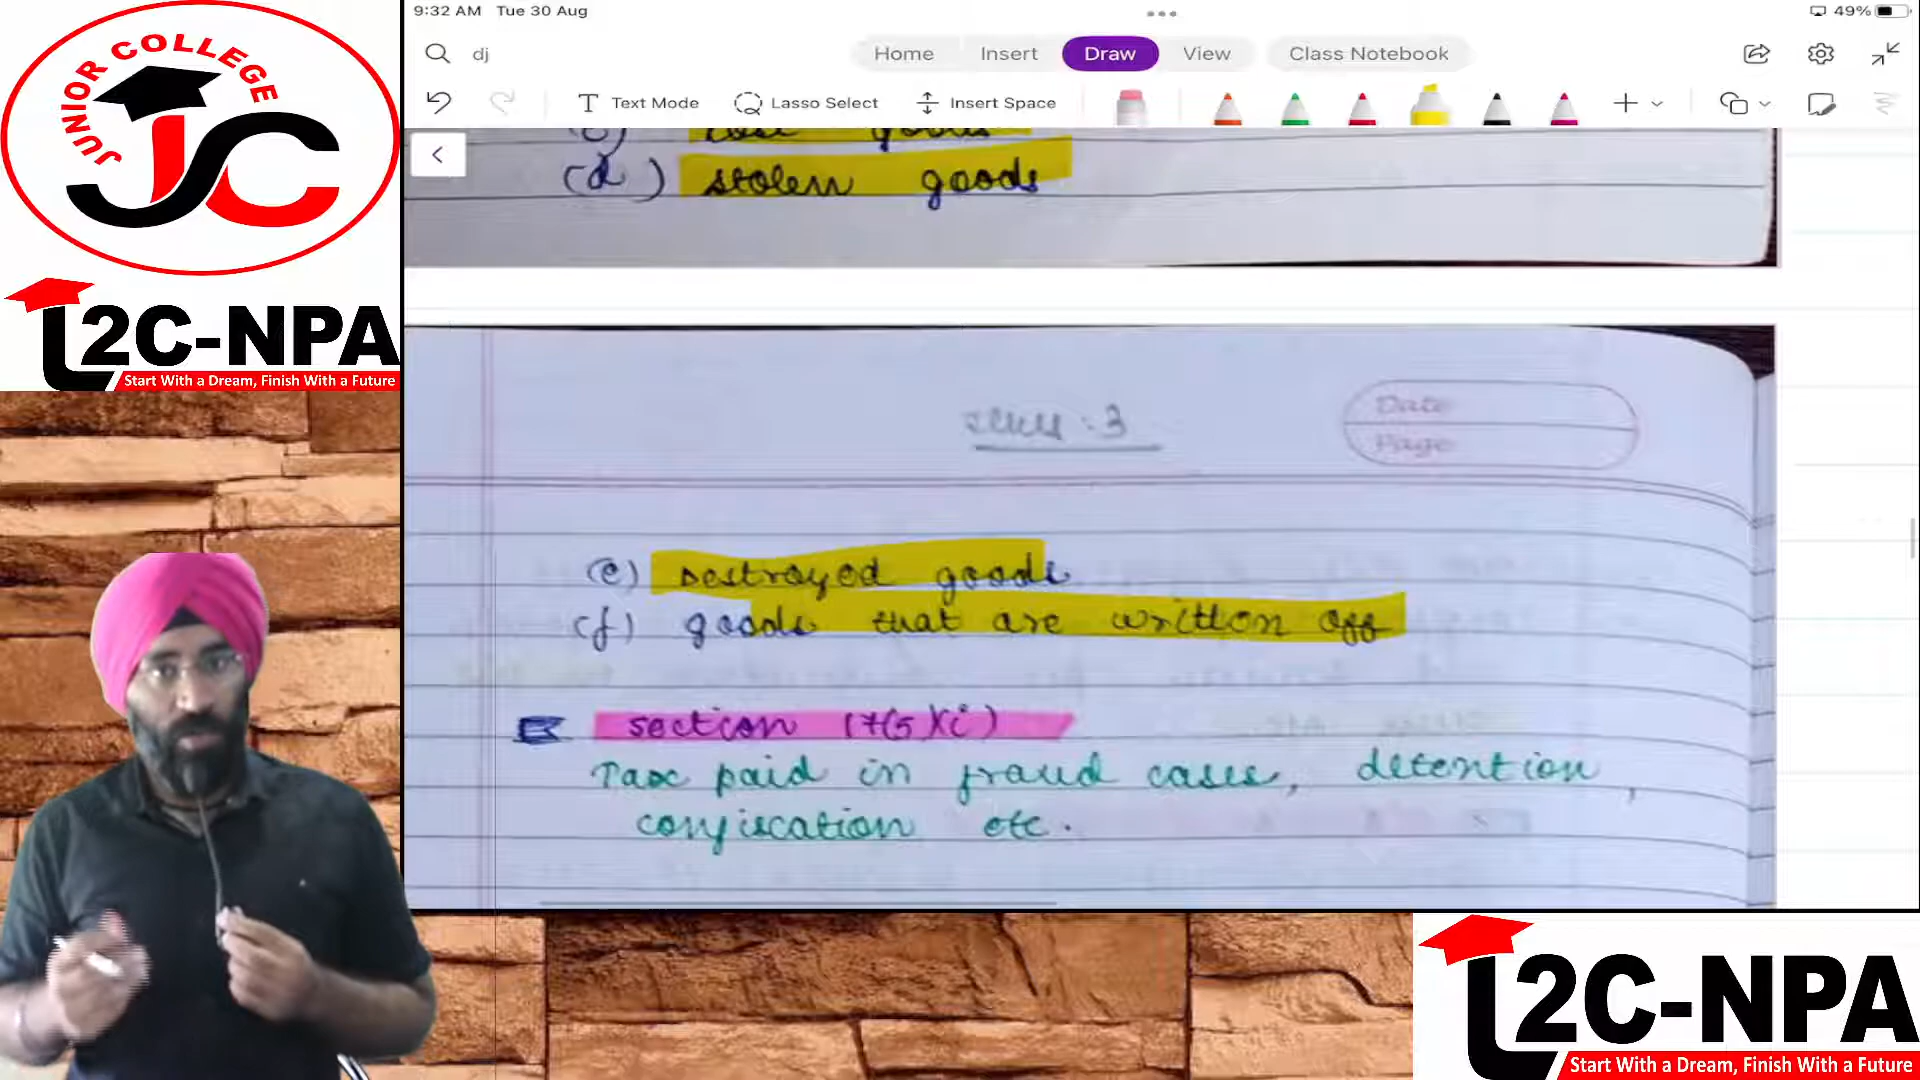 9:32 AM Tue 30 Aug
49%
dj
Home Insert Draw View Class Notebook
Text Mode Lasso Select Insert Space
JUNIOR COLLEGE
JC
L2C-NPA
Start With a Dream, Finish With a Future
goods
(d) stolen goods
Date
Page
(e) Destroyed goods
(f) goods that are written off
section 17(5)(i)
Tax paid in fraud cases, detention,
confiscation etc.
L2C-NPA
Start With a Dream, Finish With a Future